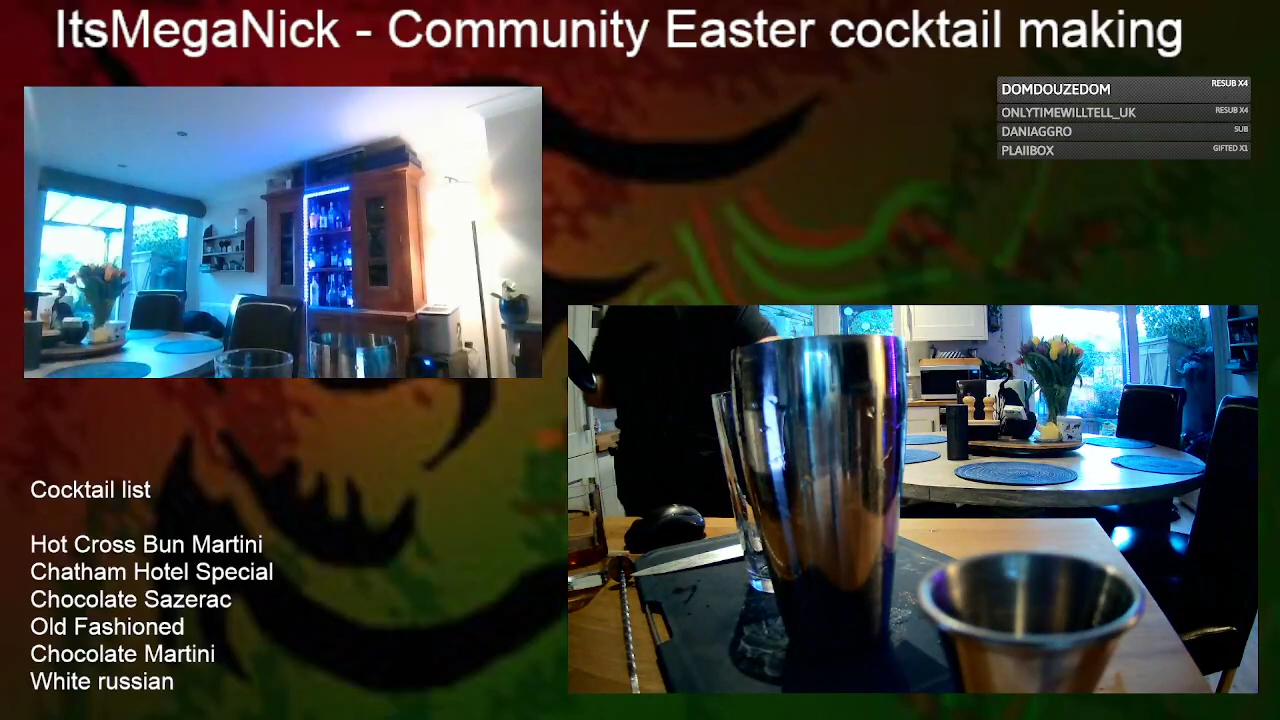 ItsMegaNick - Community Easter cocktail making
DOMDOUZEDOM RESUB X4
ONLYTIMEWILLTELL_UK RESUB X4
DANIAGGRO SUB
PLAIIBOX GIFTED X1
Cocktail list
Hot Cross Bun Martini
Chatham Hotel Special
Chocolate Sazerac
Old Fashioned
Chocolate Martini
White russian